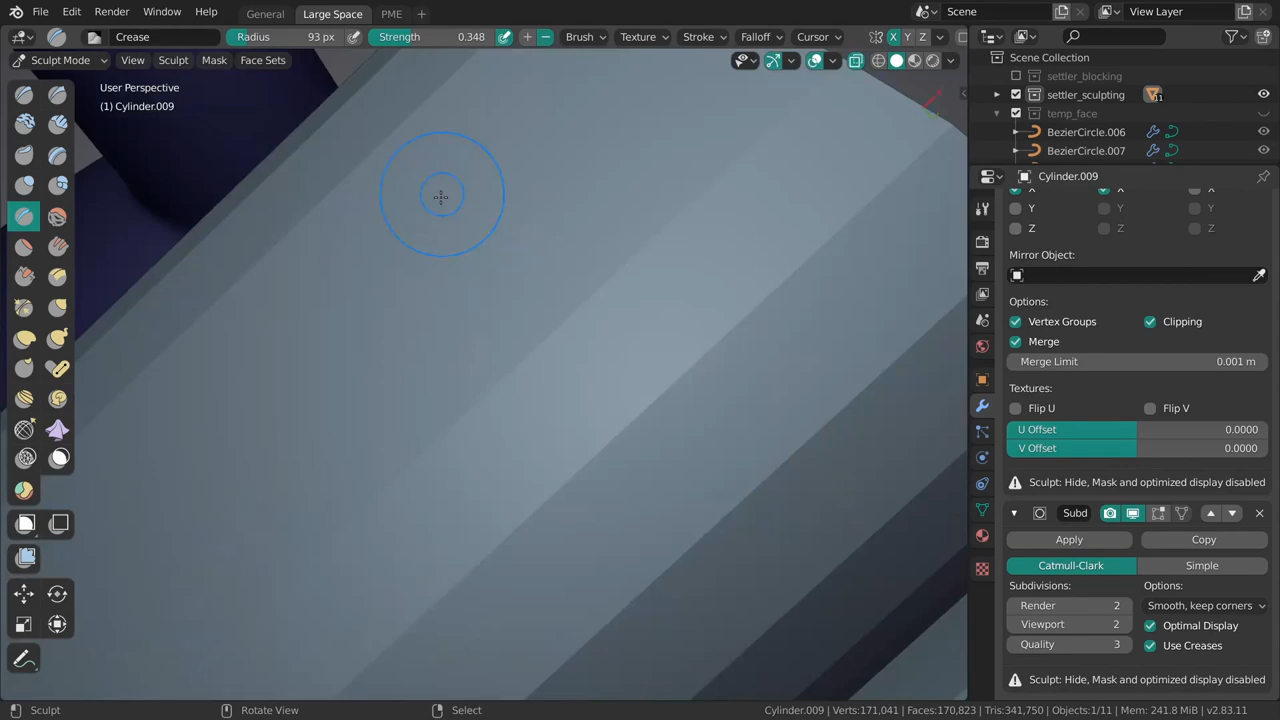 File Edit Render Window Help General Large Space PME Scene View Layer
Crease Radius 93 px Strength 0.348 Brush Texture Stroke Falloff Cursor X Y Z
Sculpt Mode View Sculpt Mask Face Sets
User Perspective
(1) Cylinder.009
Scene Collection
settler_blocking
settler_sculpting 11
temp_face
BezierCircle.006
BezierCircle.007
Cylinder.009
X X X
Y Y Y
Z Z Z
Mirror Object:
Options:
Vertex Groups Clipping
Merge
Merge Limit 0.001 m
Textures:
Flip U Flip V
U Offset 0.0000
V Offset 0.0000
Sculpt: Hide, Mask and optimized display disabled
Subd
Apply Copy
Catmull-Clark Simple
Subdivisions: Options:
Render 2 Smooth, keep corners
Viewport 2 Optimal Display
Quality 3 Use Creases
Sculpt: Hide, Mask and optimized display disabled
Sculpt Rotate View Select Cylinder.009 | Verts:171,041 | Faces:170,823 | Tris:341,750 | Objects:1/11 | Mem: 241.8 MiB | v2.83.11